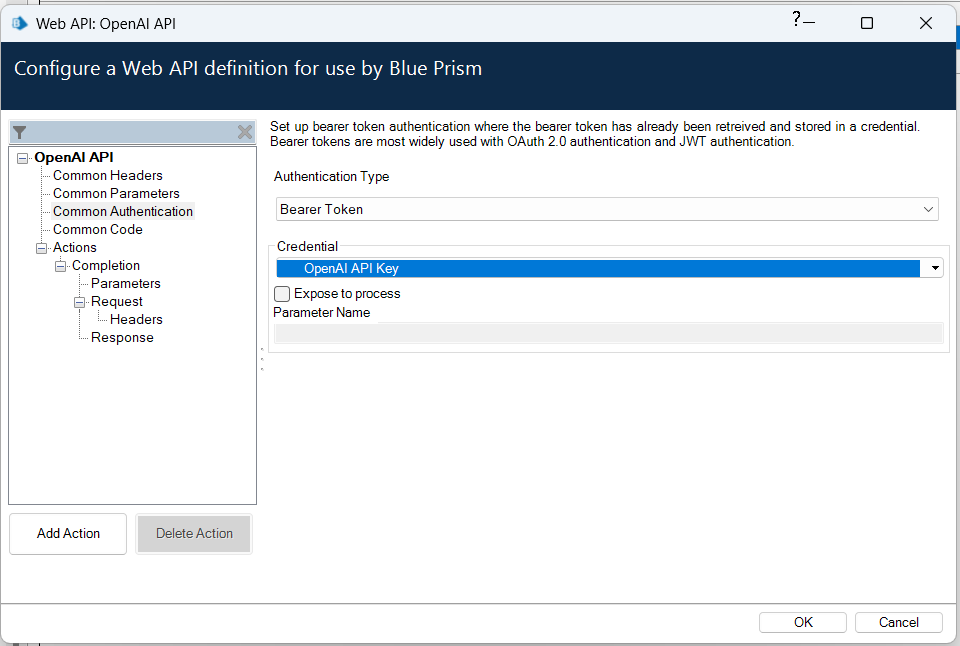 Web API: OpenAI API
?
Configure a Web API definition for use by Blue Prism
Set up bearer token authentication where the bearer token has already been retreived and stored in a credential.
Bearer tokens are most widely used with OAuth 2.0 authentication and JWT authentication.
OpenAI API
Common Headers
Common Parameters
Common Authentication
Common Code
Actions
Completion
Parameters
Request
Headers
Response
Authentication Type
Bearer Token
Credential
OpenAI API Key
Expose to process
Parameter Name
Add Action
Delete Action
OK
Cancel